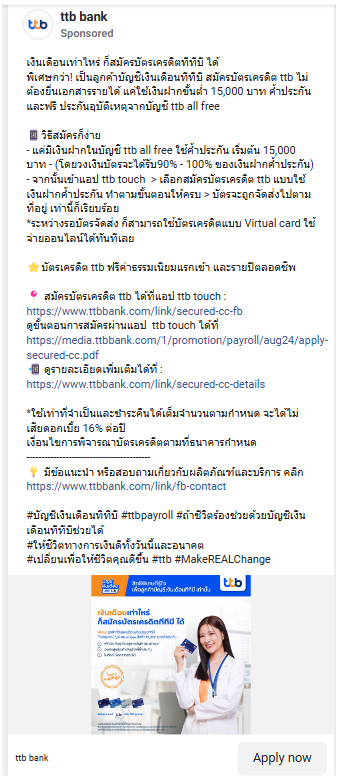 ttb bank
Sponsored
เงินเดือนเท่าไหร่ ก็สมัครบัตรเครดิตทีทีบี ได้
พิเศษกว่า! เป็นลูกค้าบัญชีเงินเดือนทีทีบี สมัครบัตรเครดิต ttb ไม่
ต้องยื่นเอกสารรายได้ แค่ใช้เงินฝากขั้นต่ำ 15,000 บาท ค้ำประกัน
และฟรี ประกันอุบัติเหตุจากบัญชี ttb all free
วิธีสมัครก็ง่าย
- แค่มีเงินฝากในบัญชี ttb all free ใช้ค้ำประกัน เริ่มต้น 15,000
บาท - (โดยวงเงินบัตรจะได้รับ90% - 100% ของเงินฝากค้ำประกัน)
- จากนั้นเข้าแอป ttb touch > เลือกสมัครบัตรเครดิต ttb แบบใช้
เงินฝากค้ำประกัน ทำตามขั้นตอนให้ครบ > บัตรจะถูกจัดส่งไปตาม
ที่อยู่ เท่านี้ก็เรียบร้อย
*ระหว่างรอบัตรจัดส่ง ก็สามารถใช้บัตรเครดิตแบบ Virtual card ใช้
จ่ายออนไลน์ได้ทันทีเลย
บัตรเครดิต ttb ฟรีค่าธรรมเนียมแรกเข้า และรายปีตลอดชีพ
สมัครบัตรเครดิต ttb ได้ที่แอป ttb touch :
https://www.ttbbank.com/link/secured-cc-fb
ดูขั้นตอนการสมัครผ่านแอป ttb touch ได้ที่
https://media.ttbbank.com/1/promotion/payroll/aug24/apply-
secured-cc.pdf
ดูรายละเอียดเพิ่มเติมได้ที่ :
https://www.ttbbank.com/link/secured-cc-details
*ใช้เท่าที่จำเป็นและชำระคืนได้เต็มจำนวนตามกำหนด จะได้ไม่
เสียดอกเบี้ย 16% ต่อปี
เงื่อนไขการพิจารณาบัตรเครดิตตามที่ธนาคารกำหนด
----------------------------------------
มีข้อแนะนำ หรือสอบถามเกี่ยวกับผลิตภัณฑ์และบริการ คลิก
https://www.ttbbank.com/link/fb-contact
#บัญชีเงินเดือนทีทีบี #ttbpayroll #ถ้าชีวิตร้องช่วยด้วยบัญชีเงิน
เดือนทีทีบีช่วยได้
#ให้ชีวิตทางการเงินดีทั้งวันนี้และอนาคต
#เปลี่ยนเพื่อให้ชีวิตคุณดีขึ้น #ttb #MakeREALChange
ttb
เงินเดือนเท่าไหร่
ก็สมัครบัตรเครดิตทีทีบี ได้
ttb bank
Apply now